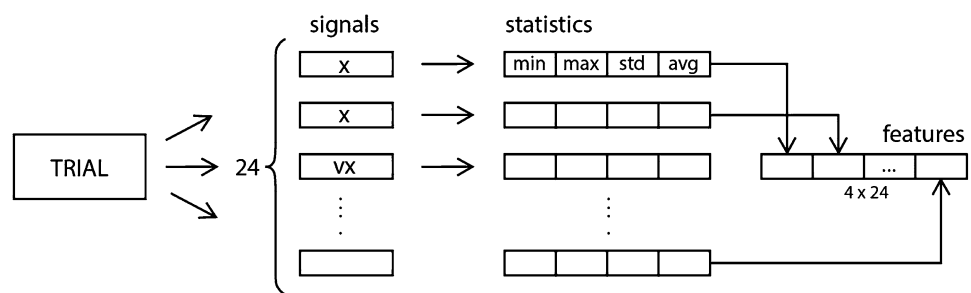 signals
statistics
x
min max std avg
x
features
TRIAL
24
vx
...
4 x 24